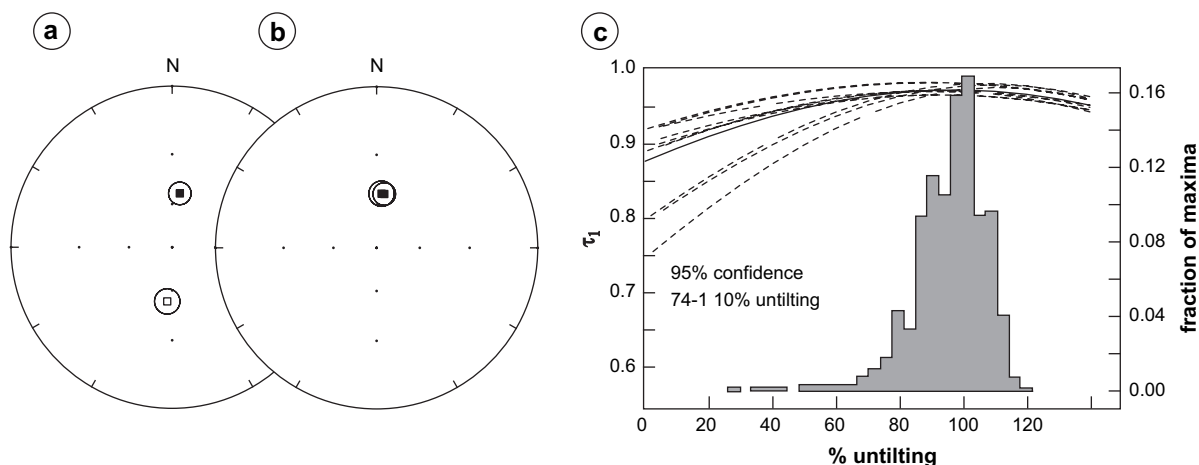 a
b
c
N
N
1.0
0.9
0.8
0.7
0.6
τ1
95% confidence
74-1 10% untilting
0.16
0.12
0.08
0.04
0.00
fraction of maxima
0 20 40 60 80 100 120
% untilting